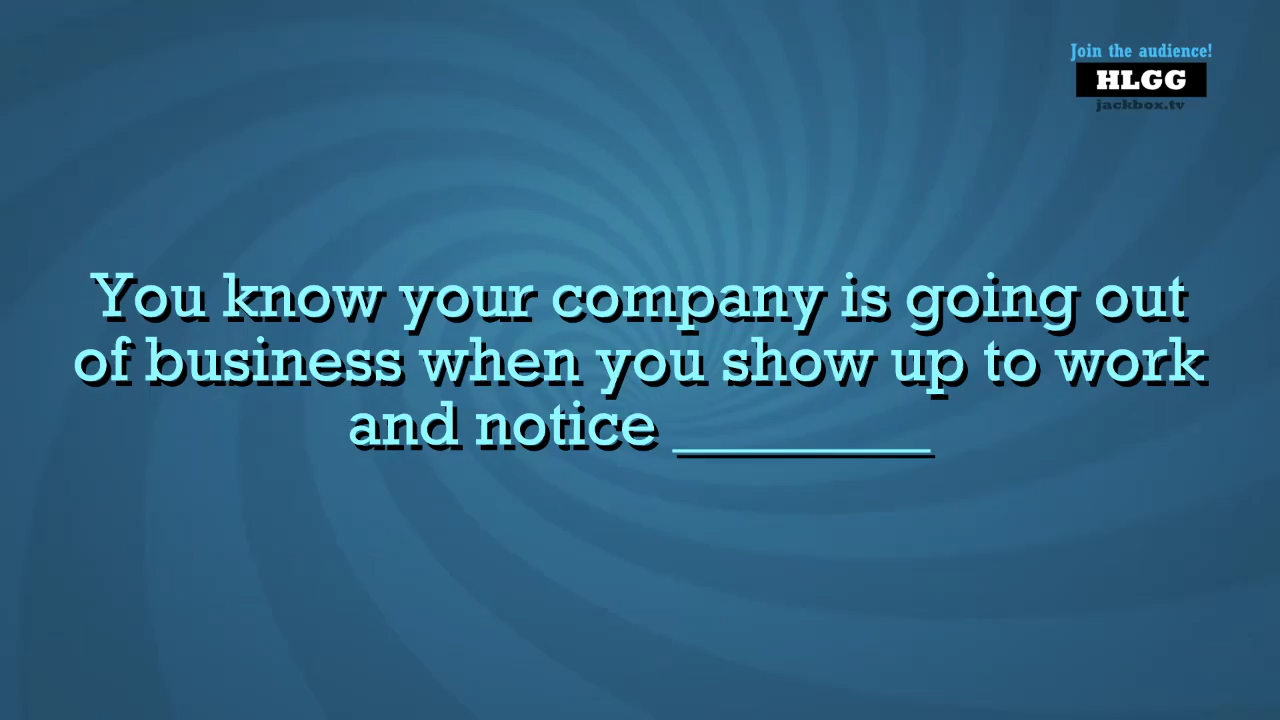 Join the audience!
HLGG
jackbox.tv
You know your company is going out
of business when you show up to work
and notice ________